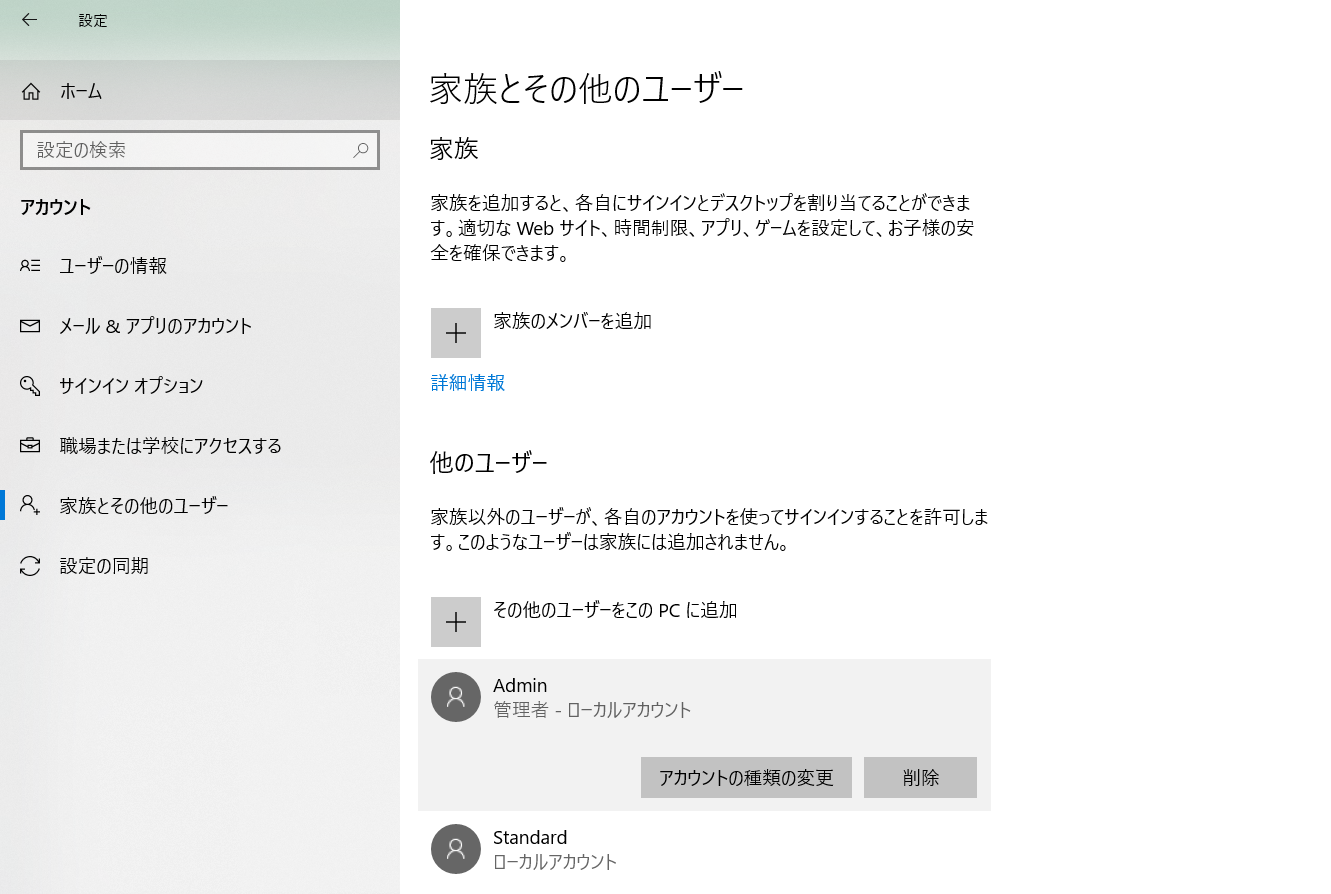 設定
ホーム
設定の検索
アカウント
ユーザーの情報
メール & アプリのアカウント
サインイン オプション
職場または学校にアクセスする
家族とその他のユーザー
設定の同期
家族とその他のユーザー
家族
家族を追加すると、各自にサインインとデスクトップを割り当てることができま
す。適切な Web サイト、時間制限、アプリ、ゲームを設定して、お子様の安
全を確保できます。
家族のメンバーを追加
詳細情報
他のユーザー
家族以外のユーザーが、各自のアカウントを使ってサインインすることを許可しま
す。このようなユーザーは家族には追加されません。
その他のユーザーをこの PC に追加
Admin
管理者 - ローカルアカウント
アカウントの種類の変更
削除
Standard
ローカルアカウント